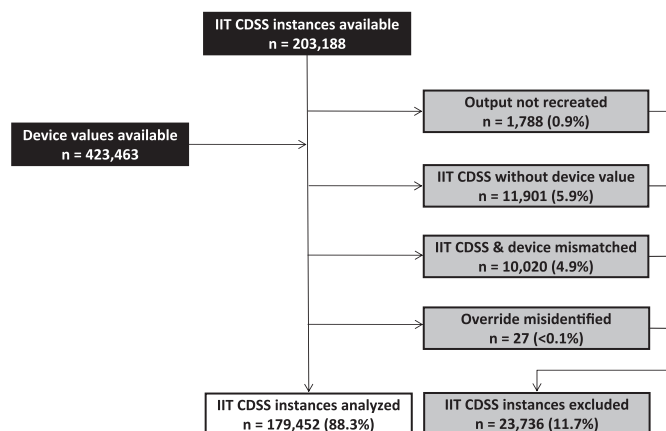 IIT CDSS instances available
n = 203,188
Output not recreated
n = 1,788 (0.9%)
Device values available
n = 423,463
IIT CDSS without device value
n = 11,901 (5.9%)
IIT CDSS & device mismatched
n = 10,020 (4.9%)
Override misidentified
n = 27 (<0.1%)
IIT CDSS instances analyzed
n = 179,452 (88.3%)
IIT CDSS instances excluded
n = 23,736 (11.7%)